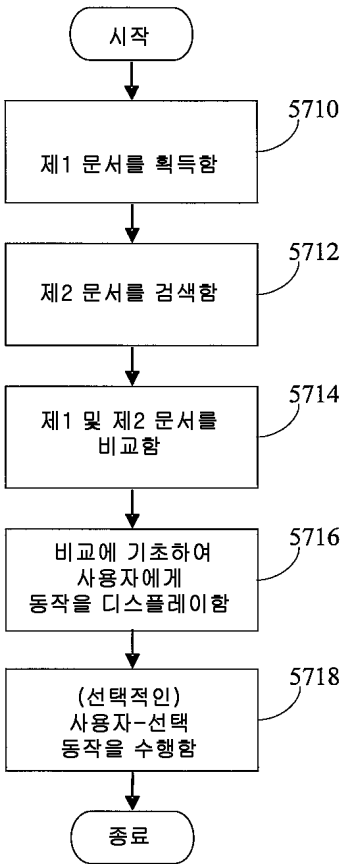 시작
5710
제1 문서를 획득함
5712
제2 문서를 검색함
5714
제1 및 제2 문서를
비교함
5716
비교에 기초하여
사용자에게
동작을 디스플레이함
5718
(선택적인)
사용자-선택
동작을 수행함
종료